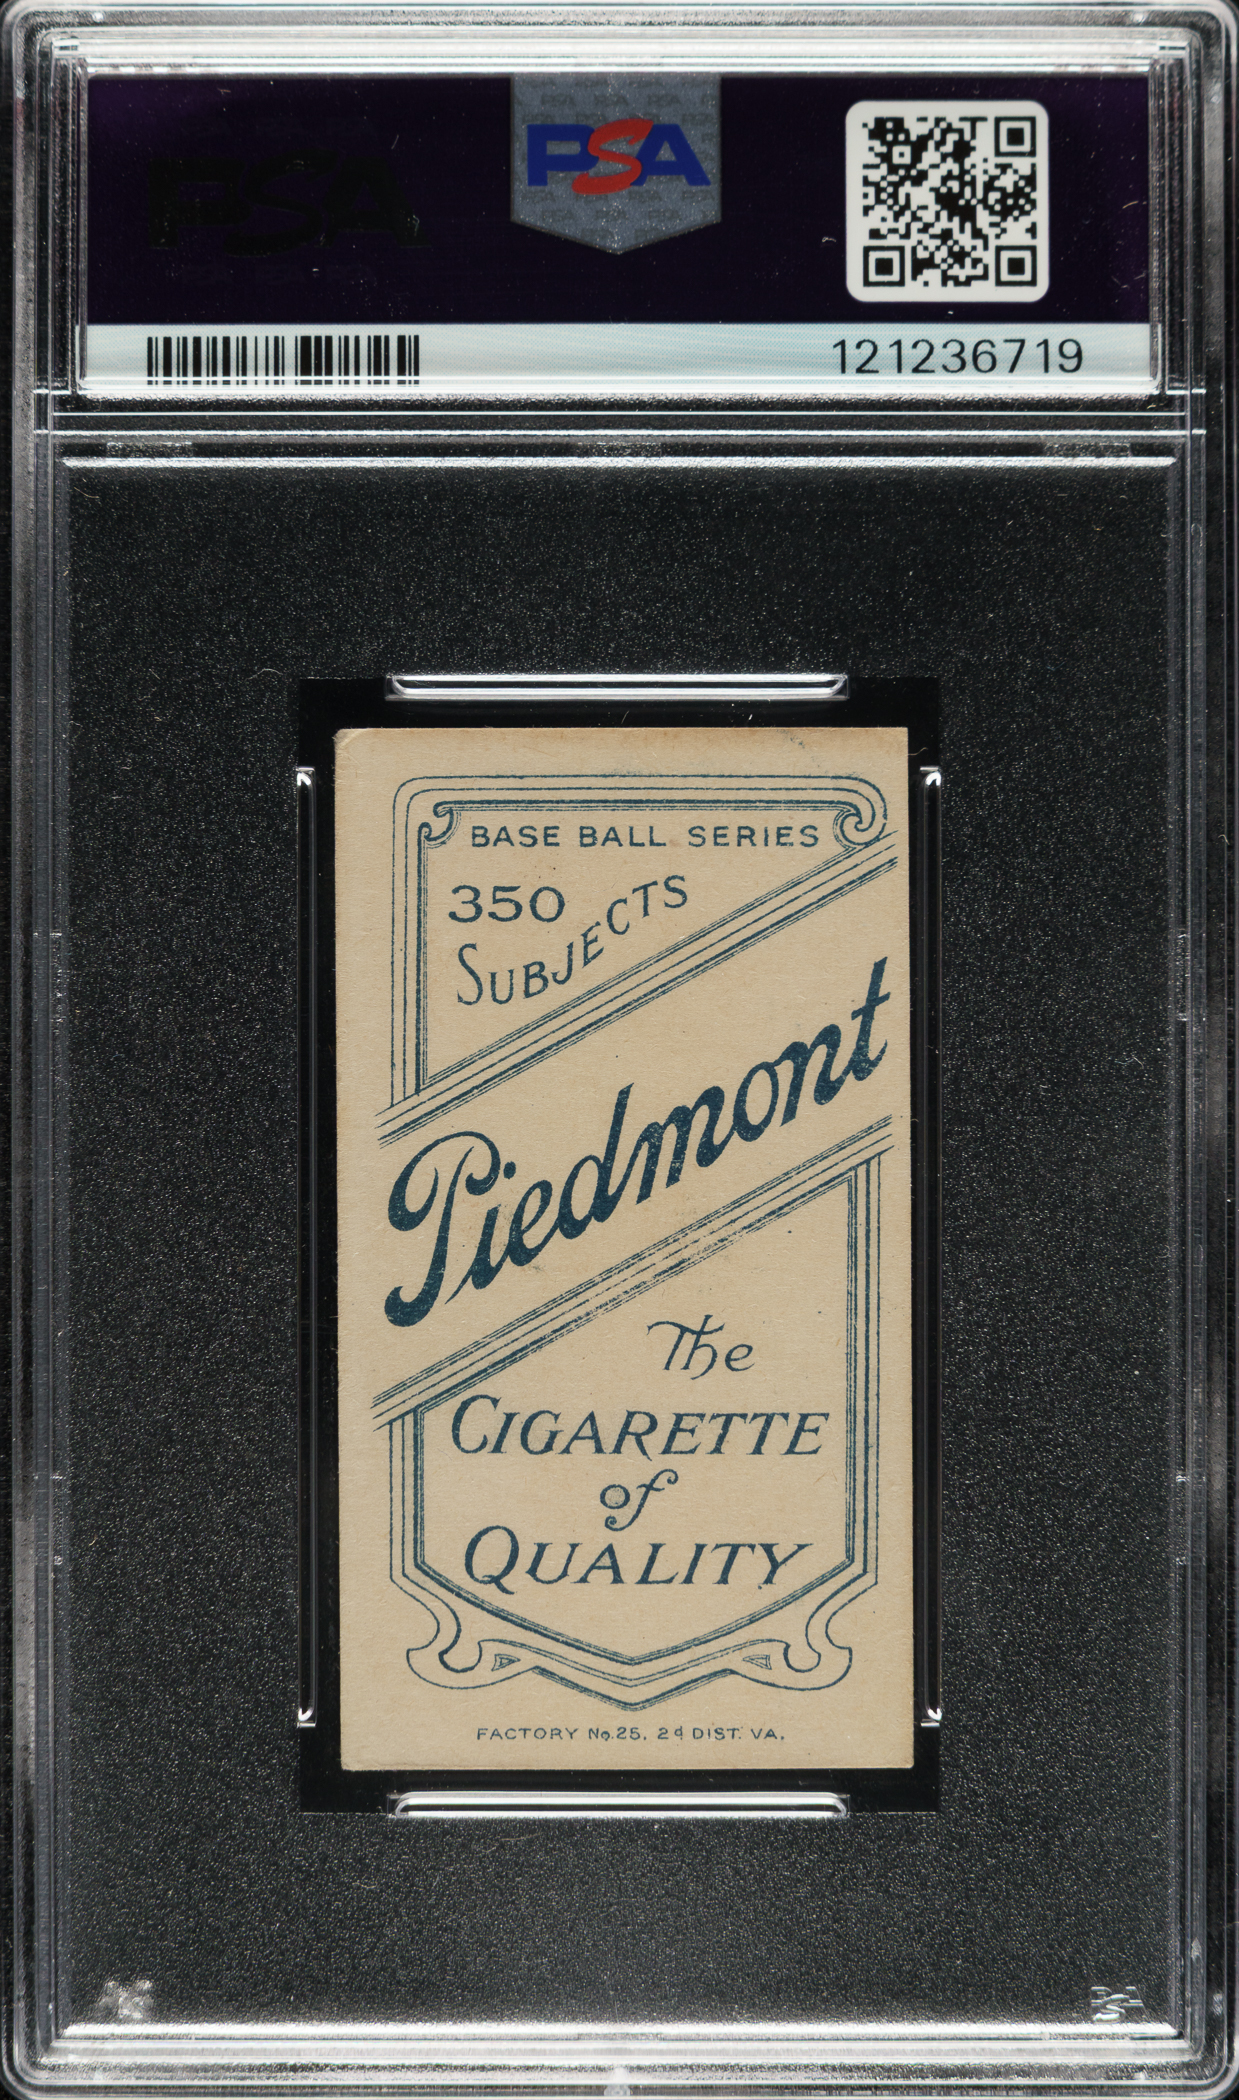 PSA
PSA
121236719
BASE BALL SERIES
350
SUBJECTS
Piedmont
The
CIGARETTE
of
QUALITY
FACTORY No. 25, 2d DIST. VA.